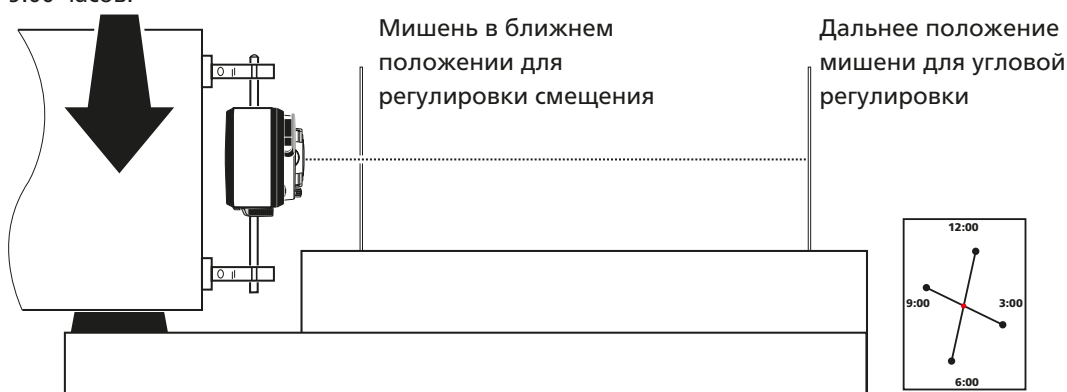 Мишень в ближнем
положении для
регулировки смещения
Дальнее положение
мишени для угловой
регулировки
12:00
9:00
3:00
6:00